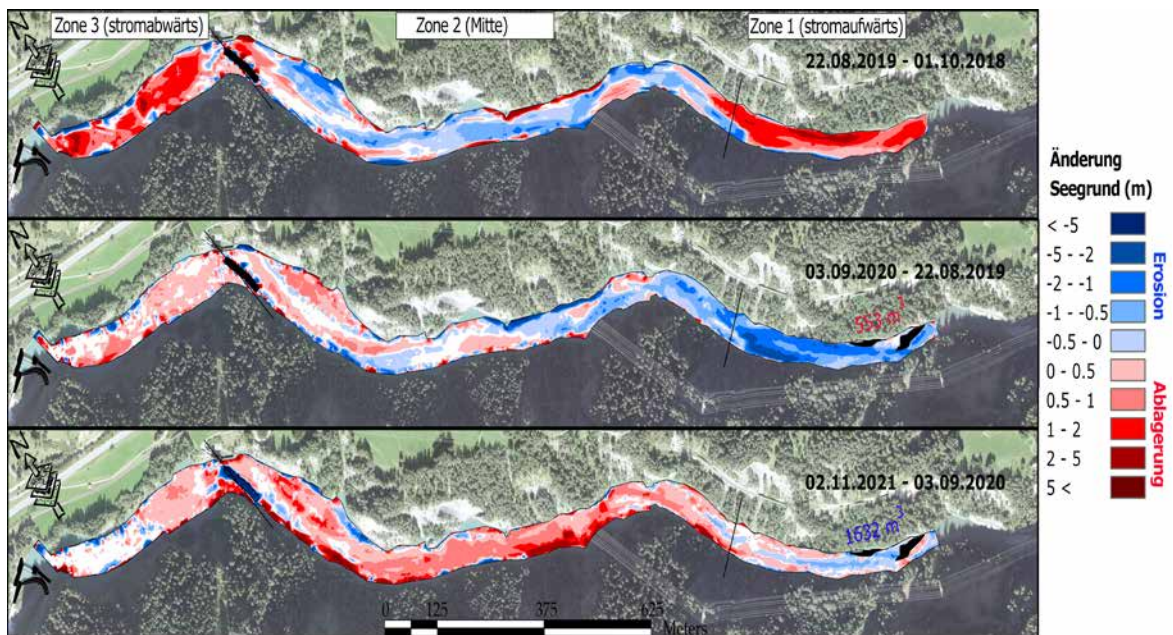 Zone 3 (stromabwärts)
Zone 2 (Mitte)
Zone 1 (stromaufwärts)
N
22.08.2019 - 01.10.2018
N
03.09.2020 - 22.08.2019
553 m³
N
02.11.2021 - 03.09.2020
1632 m³
0 125 375 625
Meters
Änderung
Seegrund (m)
< -5
-5 - -2
-2 - -1
-1 - -0.5
-0.5 - 0
0 - 0.5
0.5 - 1
1 - 2
2 - 5
5 <
Erosion
Ablagerung